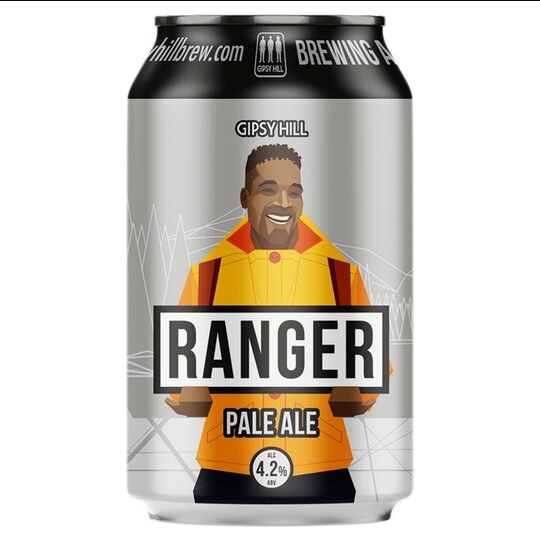 hillbrew.com
GIPSY HILL
BREWING
GIPSY HILL
RANGER
PALE ALE
ALC
4.2%
ABV